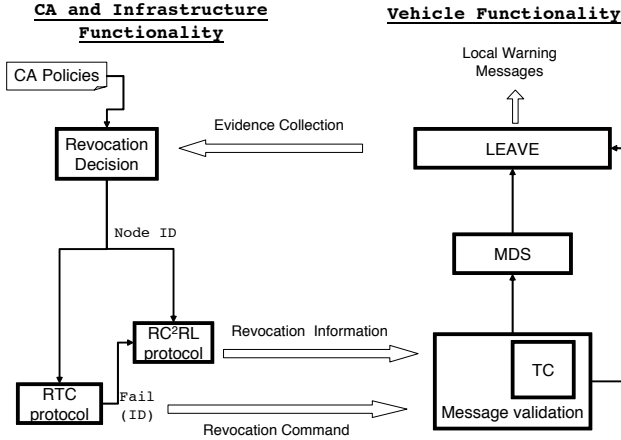 CA and Infrastructure
Functionality
Vehicle Functionality
CA Policies
Local Warning
Messages
Evidence Collection
Revocation
Decision
LEAVE
Node ID
MDS
RC²RL
protocol
Revocation Information
TC
RTC
protocol
Fail
(ID)
Message validation
Revocation Command